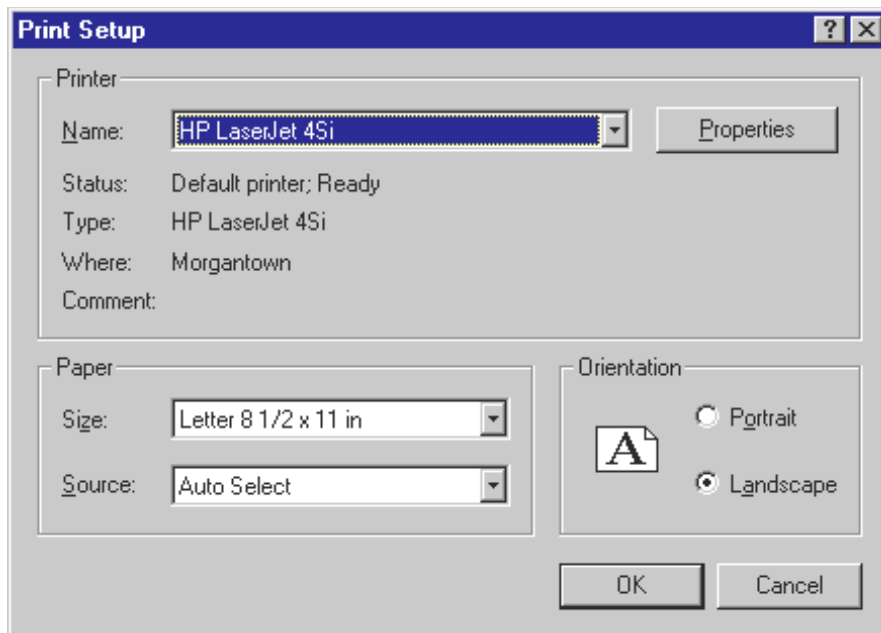 Print Setup
Printer
Name: HP LaserJet 4Si Properties
Status: Default printer; Ready
Type: HP LaserJet 4Si
Where: Morgantown
Comment:
Paper
Size: Letter 8 1/2 x 11 in
Source: Auto Select
Orientation
A
Portrait
Landscape
OK Cancel